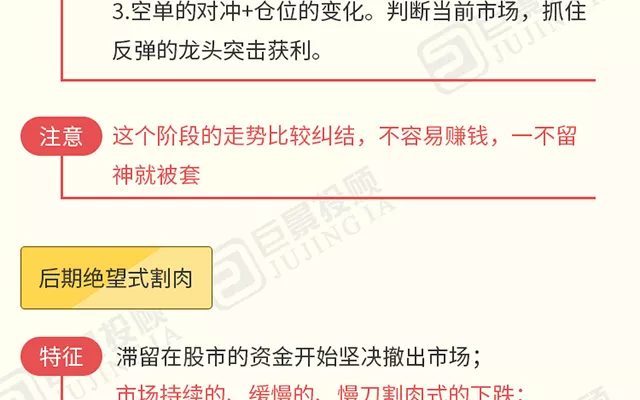 3.空单的对冲+仓位的变化。判断当前市场，抓住
反弹的龙头突击获利。
注意
这个阶段的走势比较纠结，不容易赚钱，一不留
神就被套
后期绝望式割肉
特征
滞留在股市的资金开始坚决撤出市场；
市场持续的、缓慢的、慢刀割肉式的下跌；
巨景投顾
JUJING IA